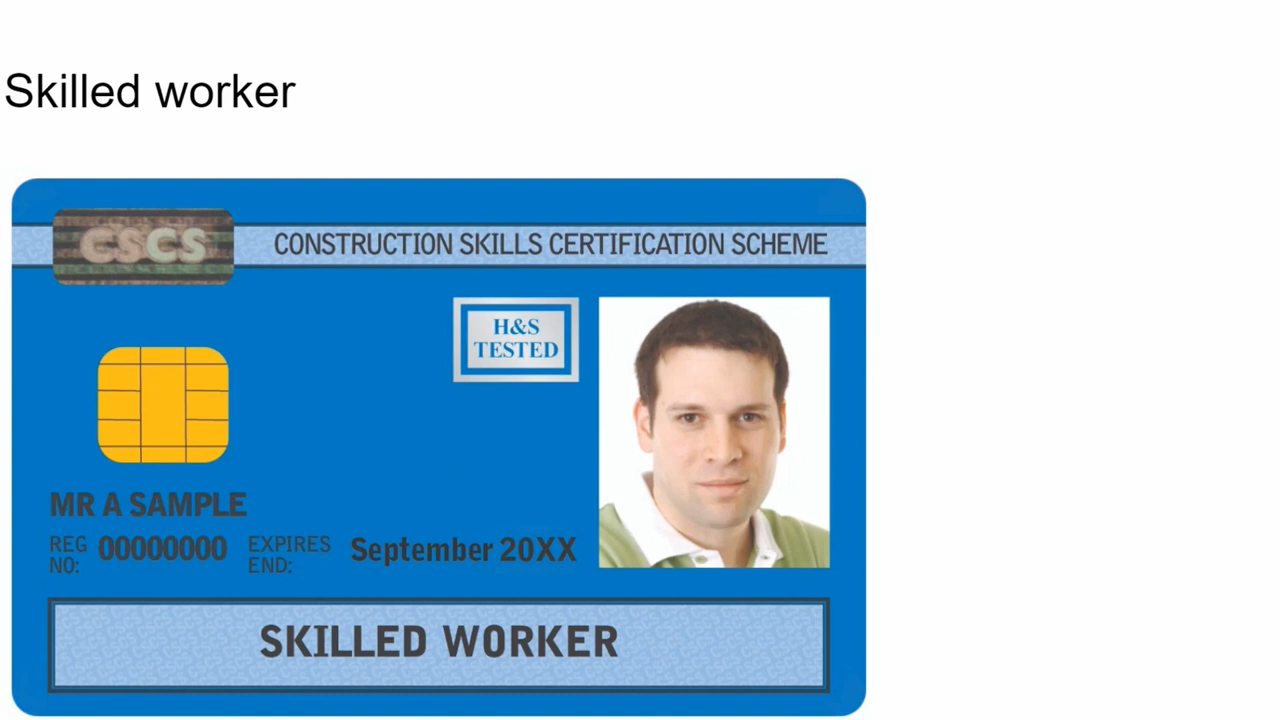 Skilled worker
CSCS
CONSTRUCTION SKILLS CERTIFICATION SCHEME
H&S
TESTED
MR A SAMPLE
REG NO: 00000000 EXPIRES END: September 20XX
SKILLED WORKER